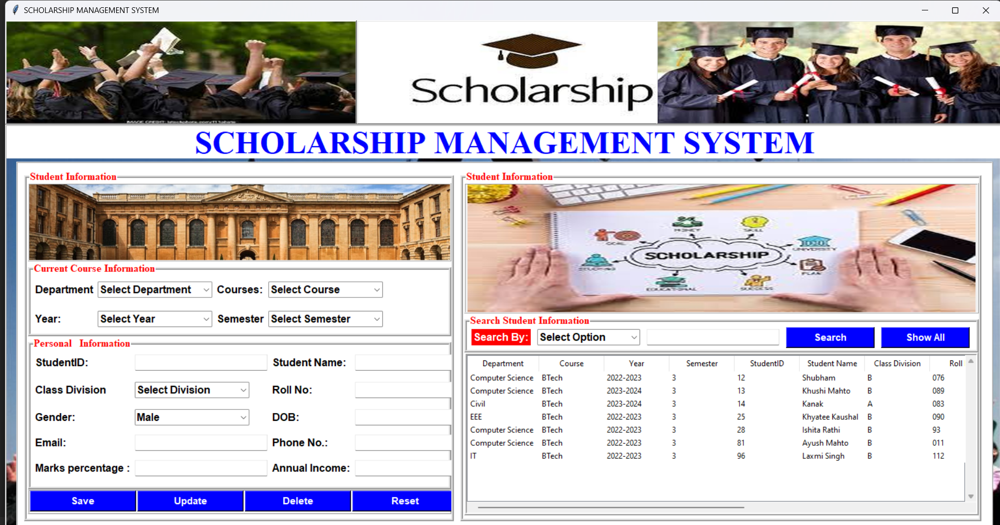 SCHOLARSHIP MANAGEMENT SYSTEM
Scholarship
SCHOLARSHIP MANAGEMENT SYSTEM
Student Information
Current Course Information
Department Select Department Courses: Select Course
Year: Select Year Semester Select Semester
Personal Information
StudentID: Student Name:
Class Division Select Division Roll No:
Gender: Male DOB:
Email: Phone No.:
Marks percentage : Annual Income:
Save Update Delete Reset
Student Information
MONEY SKILL
GOAL UNIVERSITY
SCHOLARSHIP
STUDYING PLAN
EDUCATIONAL SUCCESS
Search Student Information
Search By: Select Option Search Show All
Department Course Year Semester StudentID Student Name Class Division Roll
Computer Science BTech 2022-2023 3 12 Shubham B 076
Computer Science BTech 2023-2024 3 13 Khushi Mahto B 089
Civil BTech 2023-2024 3 14 Kanak A 083
EEE BTech 2022-2023 3 25 Khyatee Kaushal B 090
Computer Science BTech 2022-2023 3 28 Ishita Rathi B 93
Computer Science BTech 2022-2023 3 81 Ayush Mahto B 011
IT BTech 2022-2023 3 96 Laxmi Singh B 112